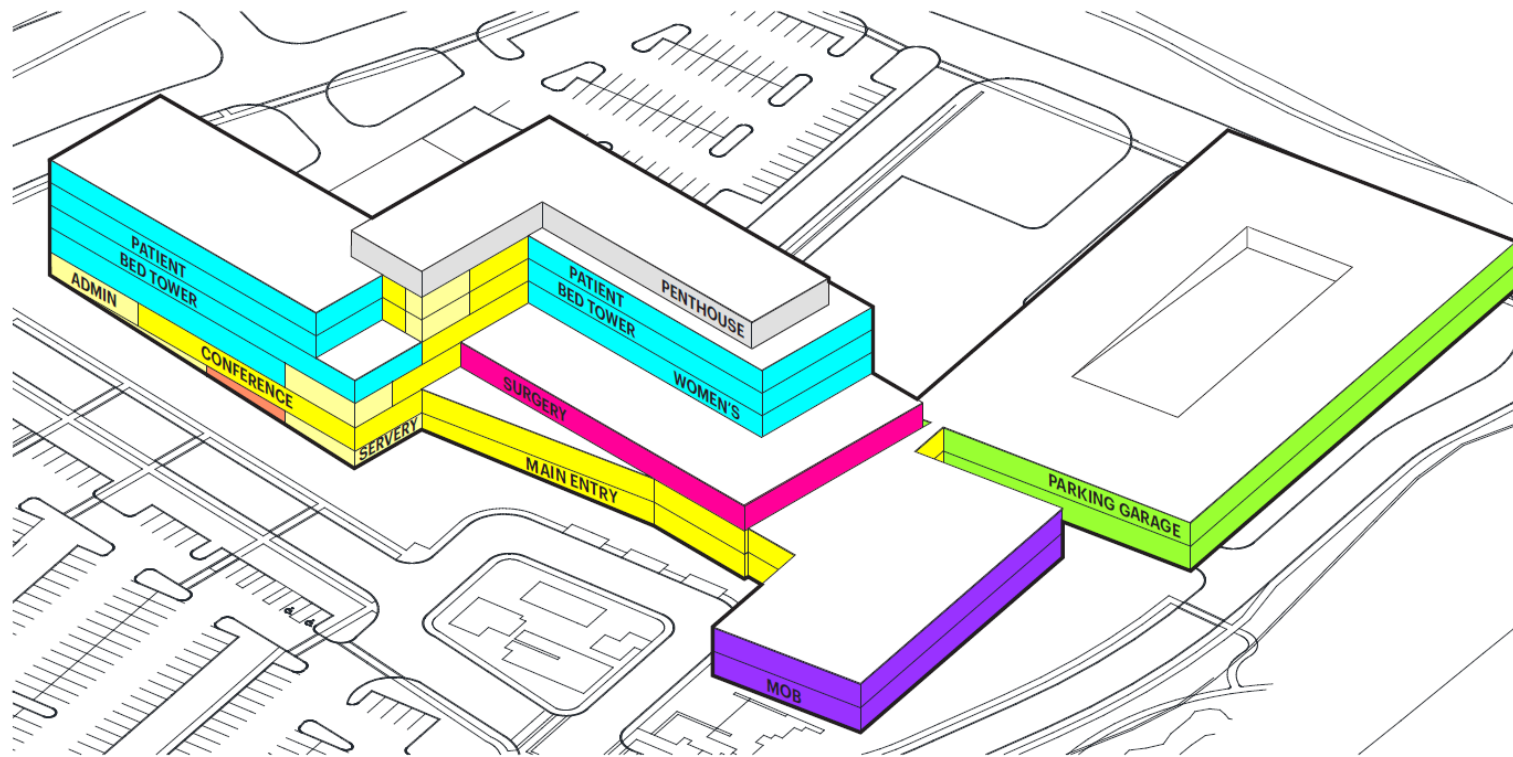 PATIENT
BED TOWER
ADMIN
CONFERENCE
SERVERY
MAIN ENTRY
SURGERY
PATIENT
BED TOWER
WOMEN'S
PENTHOUSE
PARKING GARAGE
MOB